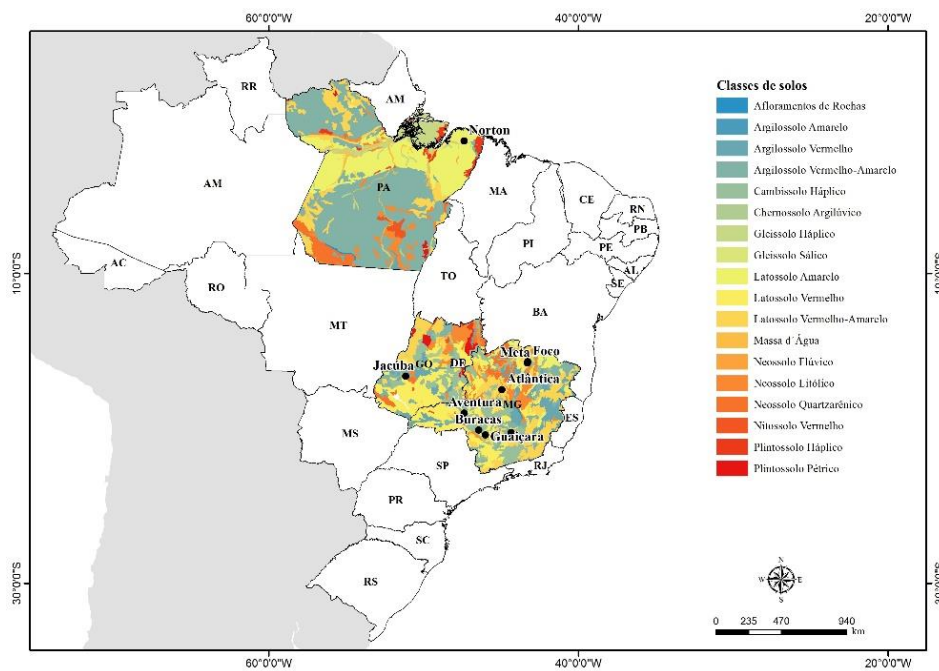 60°0'0"W
40°0'0"W
20°0'0"W
RR
AM
Norton
AM
PA
MA
CE
RN
PB
PE
AL
SE
PI
TO
AC
RO
MT
BA
10°0'0"S
10°0'0"S
Jacúba
GO
DF
Meta
Foco
Atlântica
Aventura
MG
Buracas
Guaiçara
ES
MS
SP
RJ
PR
SC
RS
30°0'0"S
30°0'0"S
Classes de solos
Afloramentos de Rochas
Argilossolo Amarelo
Argilossolo Vermelho
Argilossolo Vermelho-Amarelo
Cambissolo Háplico
Chernossolo Argilúvico
Gleissolo Háplico
Gleissolo Sálico
Latossolo Amarelo
Latossolo Vermelho
Latossolo Vermelho-Amarelo
Massa d´Água
Neossolo Flúvico
Neossolo Litólico
Neossolo Quartzarênico
Nitossolo Vermelho
Plintossolo Háplico
Plintossolo Pétrico
N
W E
S
0 235 470 940
km
60°0'0"W
40°0'0"W
20°0'0"W